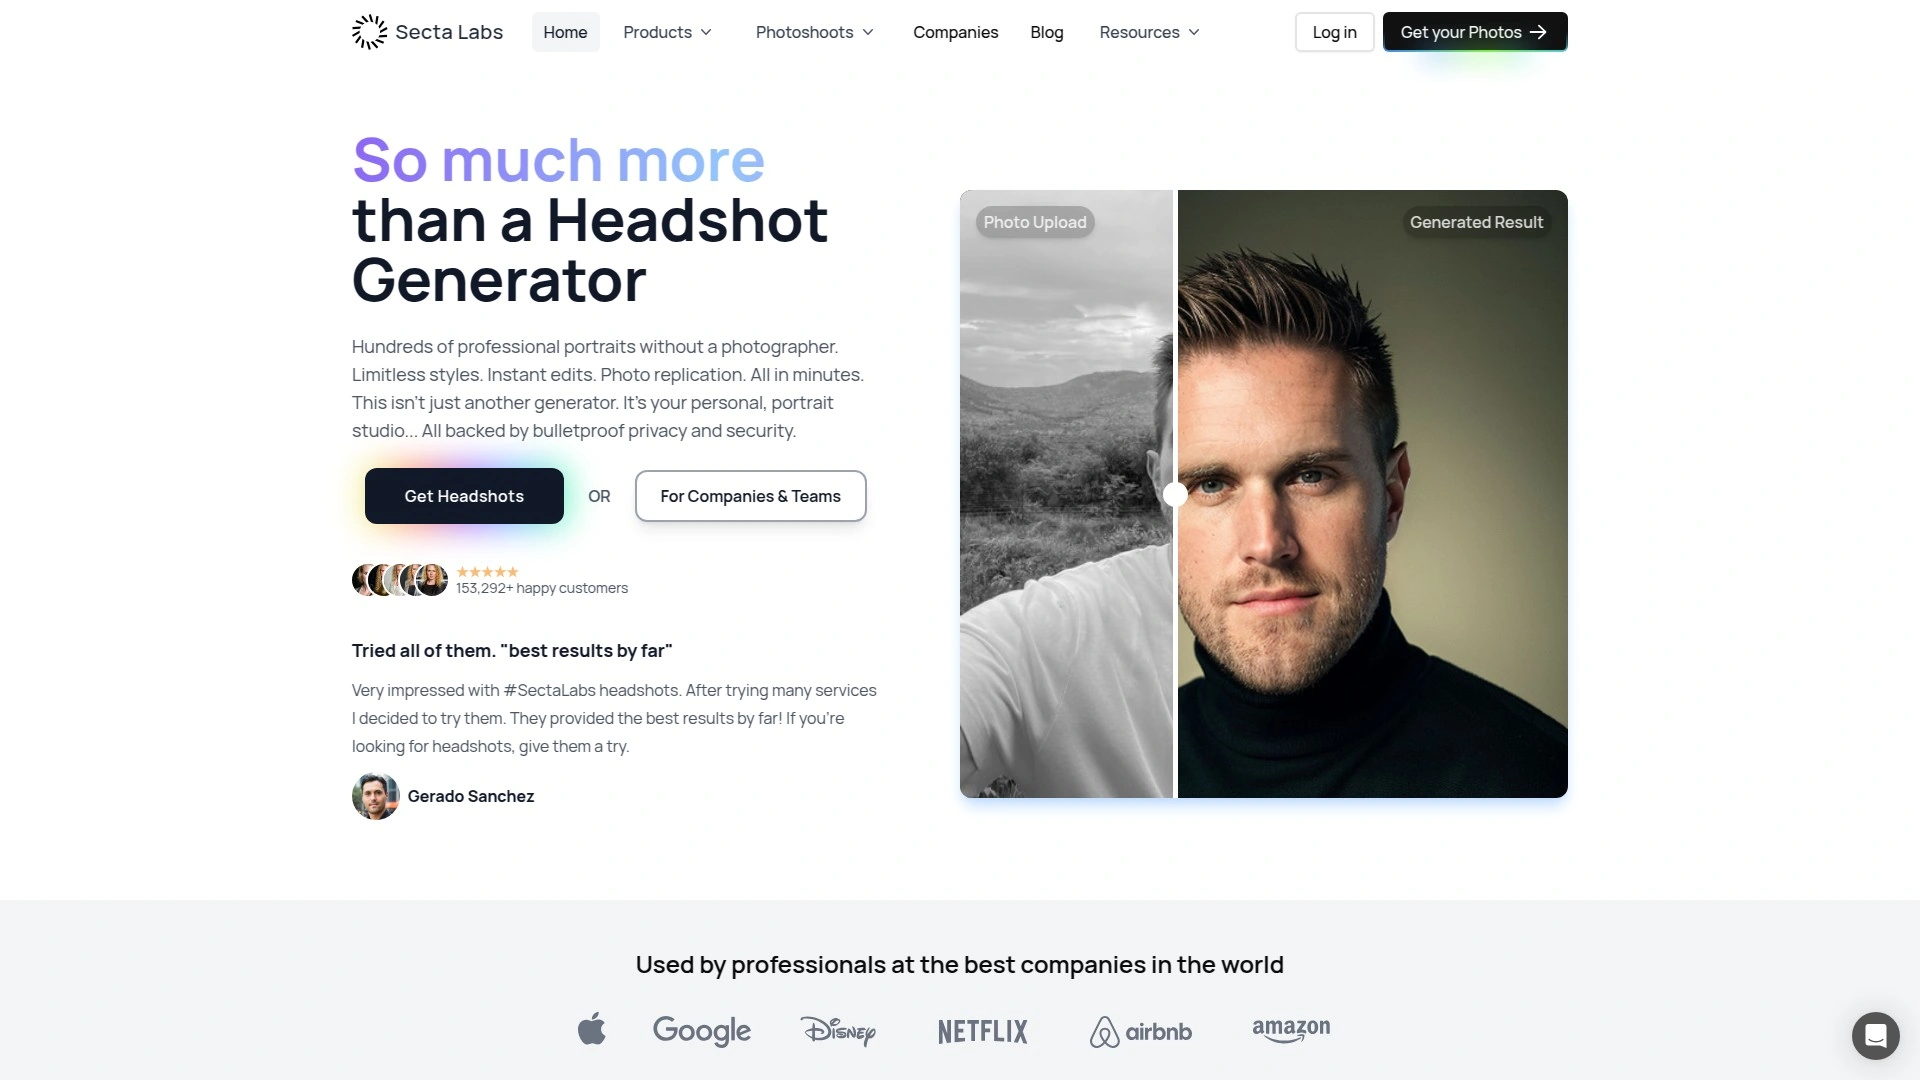 Secta Labs
Home
Products
Photoshoots
Companies
Blog
Resources
Log in
Get your Photos
So much more
than a Headshot
Generator
Hundreds of professional portraits without a photographer.
Limitless styles. Instant edits. Photo replication. All in minutes.
This isn't just another generator. It's your personal, portrait
studio... All backed by bulletproof privacy and security.
Get Headshots
OR
For Companies & Teams
153,292+ happy customers
Tried all of them. "best results by far"
Very impressed with #SectaLabs headshots. After trying many services
I decided to try them. They provided the best results by far! If you're
looking for headshots, give them a try.
Gerado Sanchez
Photo Upload
Generated Result
Used by professionals at the best companies in the world
Google
Disney
NETFLIX
airbnb
amazon